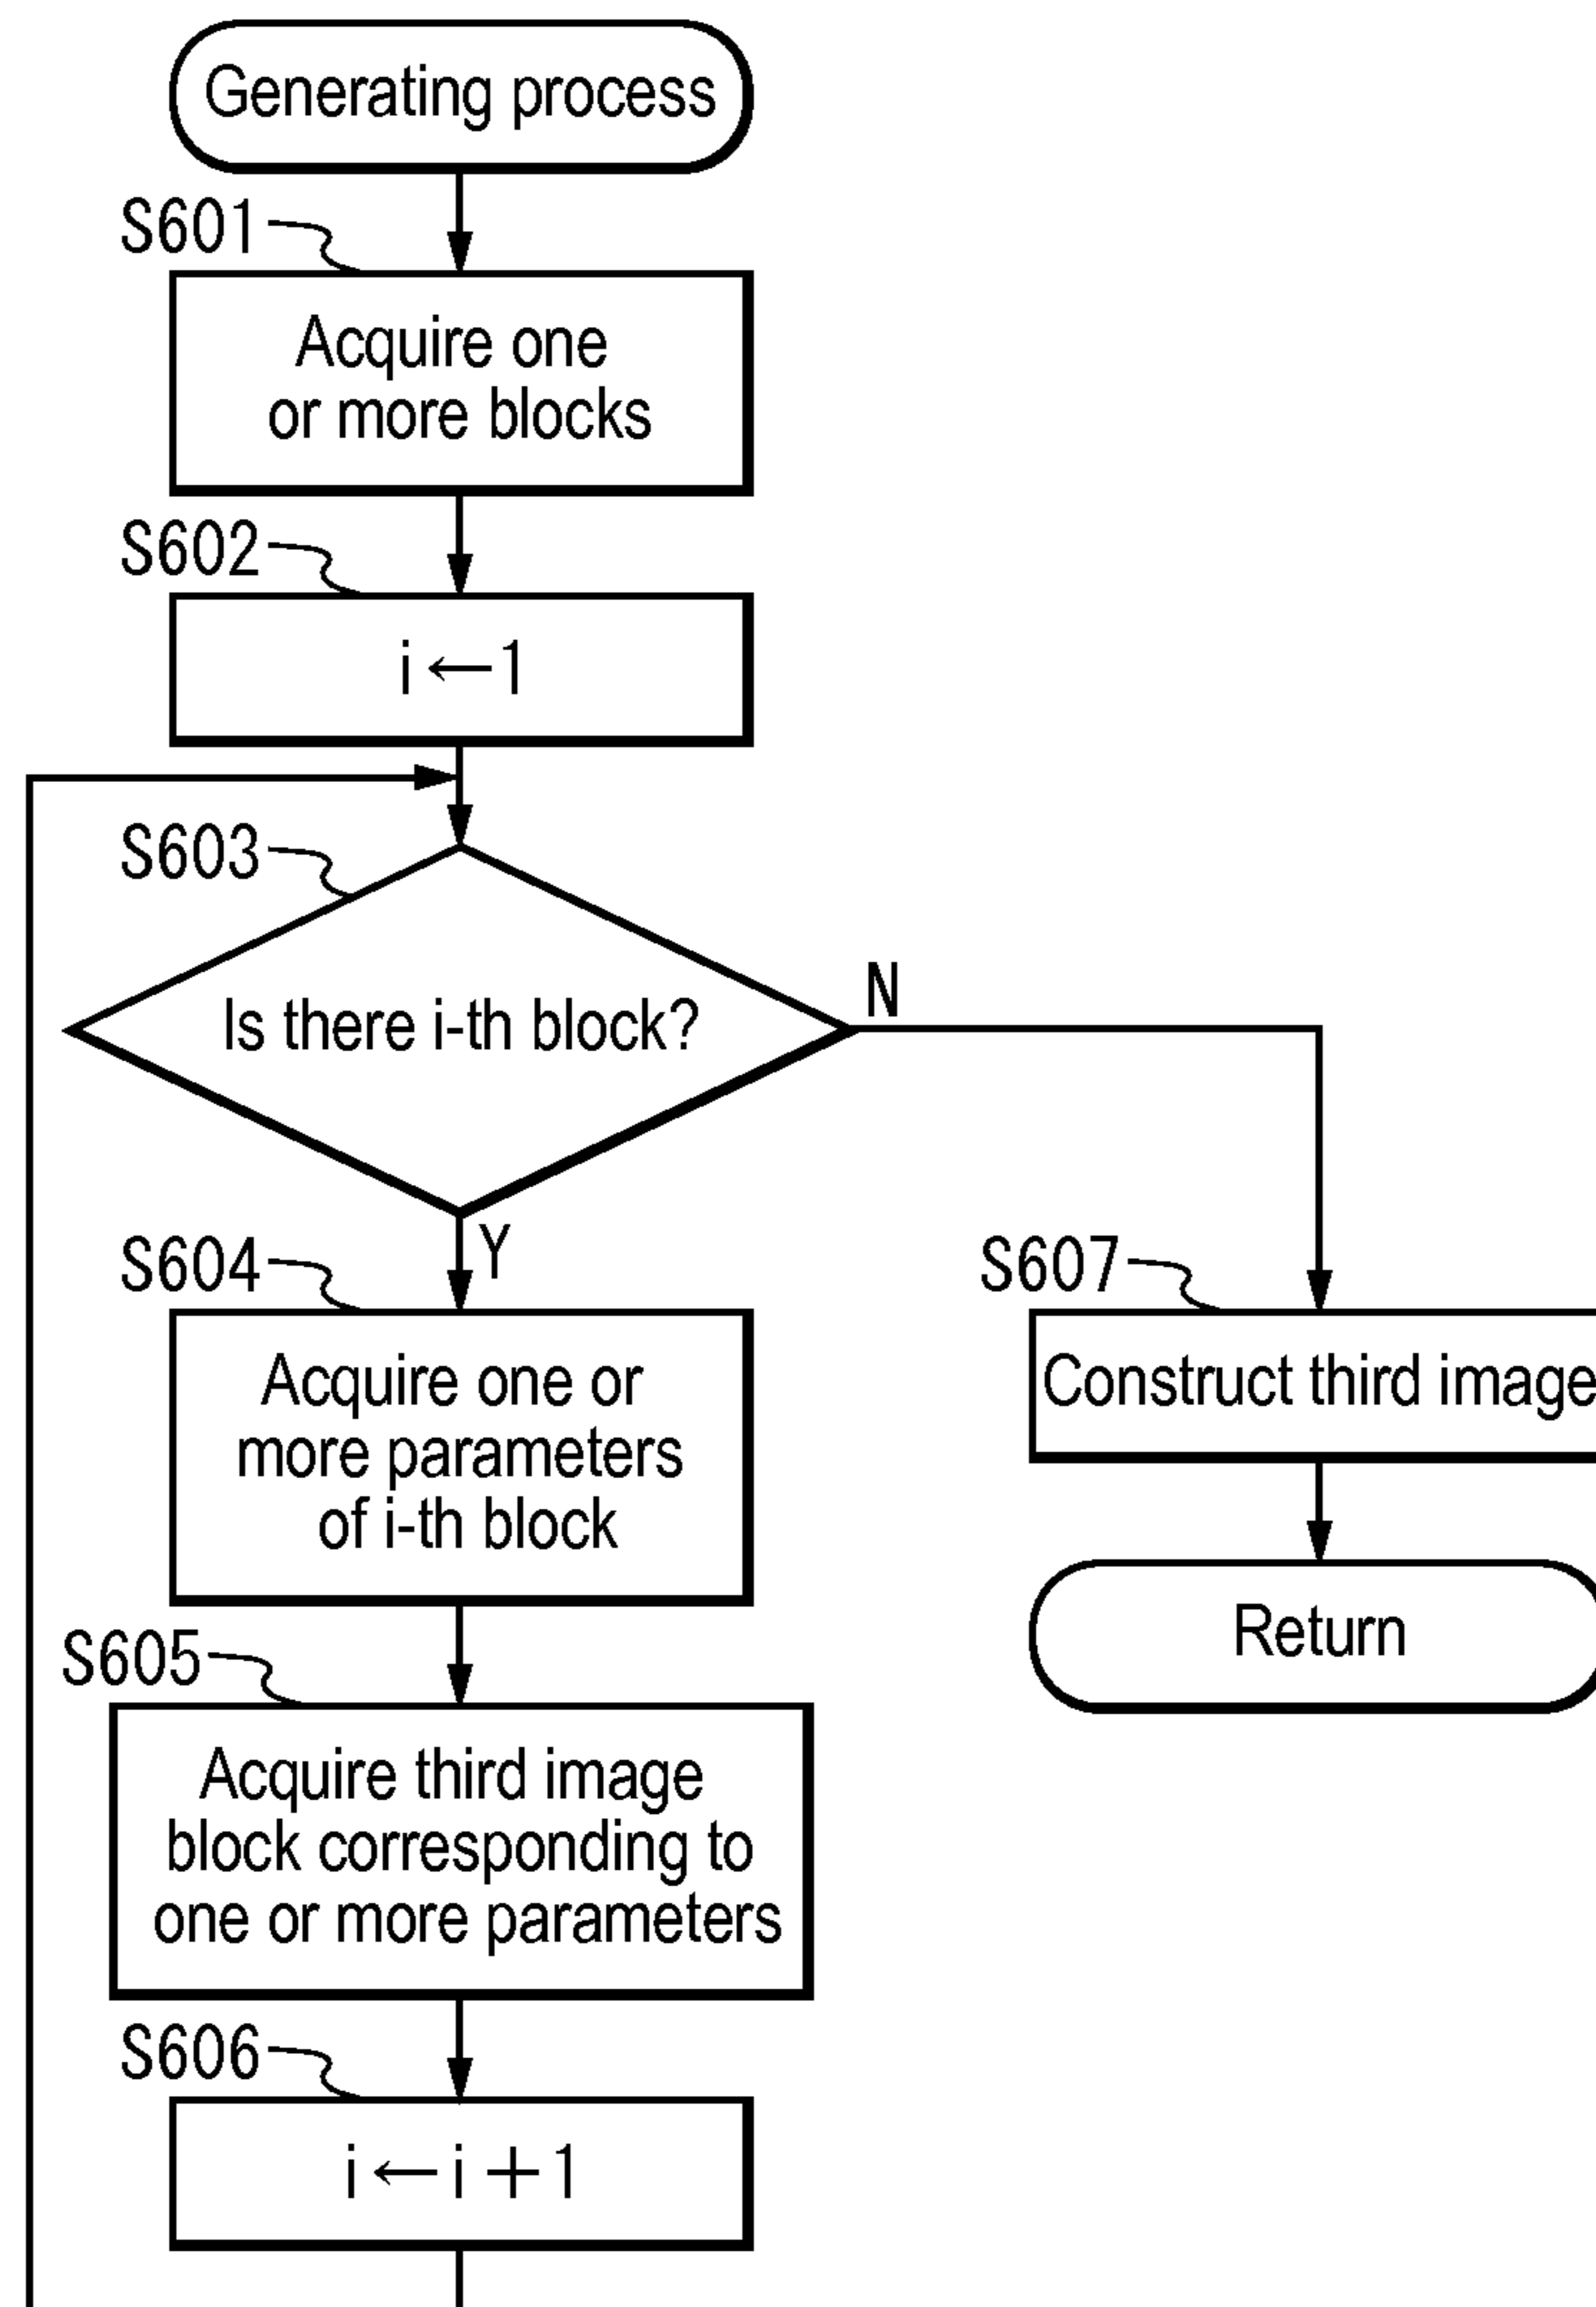 Generating process
S601
Acquire one
or more blocks
S602
i←1
S603
Is there i-th block?
N
Y
S604
Acquire one or
more parameters
of i-th block
S607
Construct third image
S605
Return
Acquire third image
block corresponding to
one or more parameters
S606
i←i+1